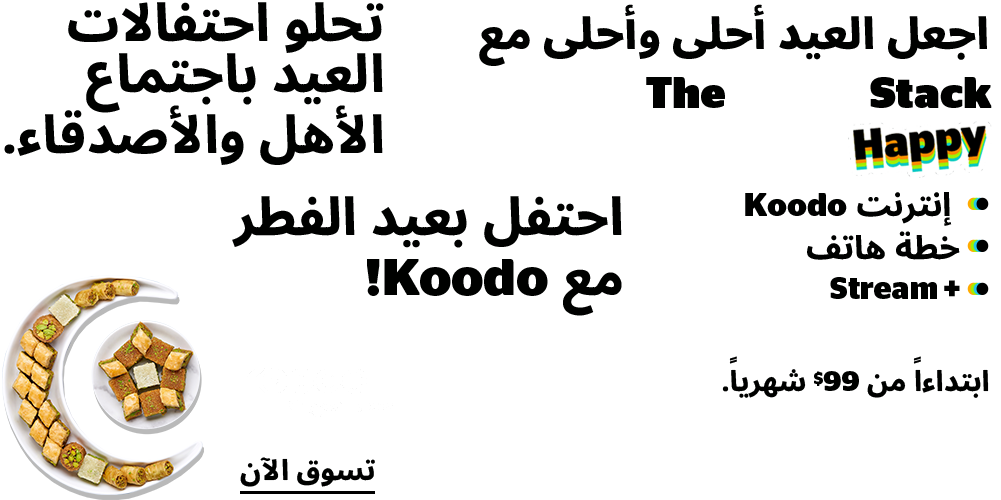 اجعل العيد أحلى وأحلى مع
The Stack
Happy
إنترنت Koodo
خطة هاتف
Stream+
ابتداءاً من 99$ شهرياً.
تحلو احتفالات
العيد باجتماع
الأهل والأصدقاء.
احتفل بعيد الفطر
مع Koodo!
تسوق الآن